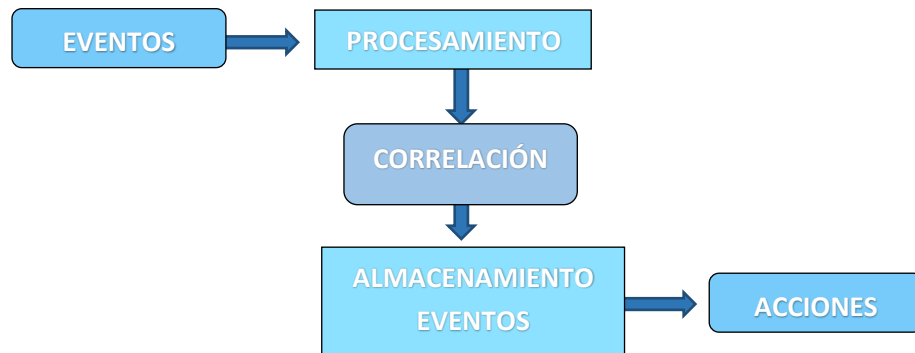 EVENTOS
PROCESAMIENTO
CORRELACIÓN
ALMACENAMIENTO
EVENTOS
ACCIONES